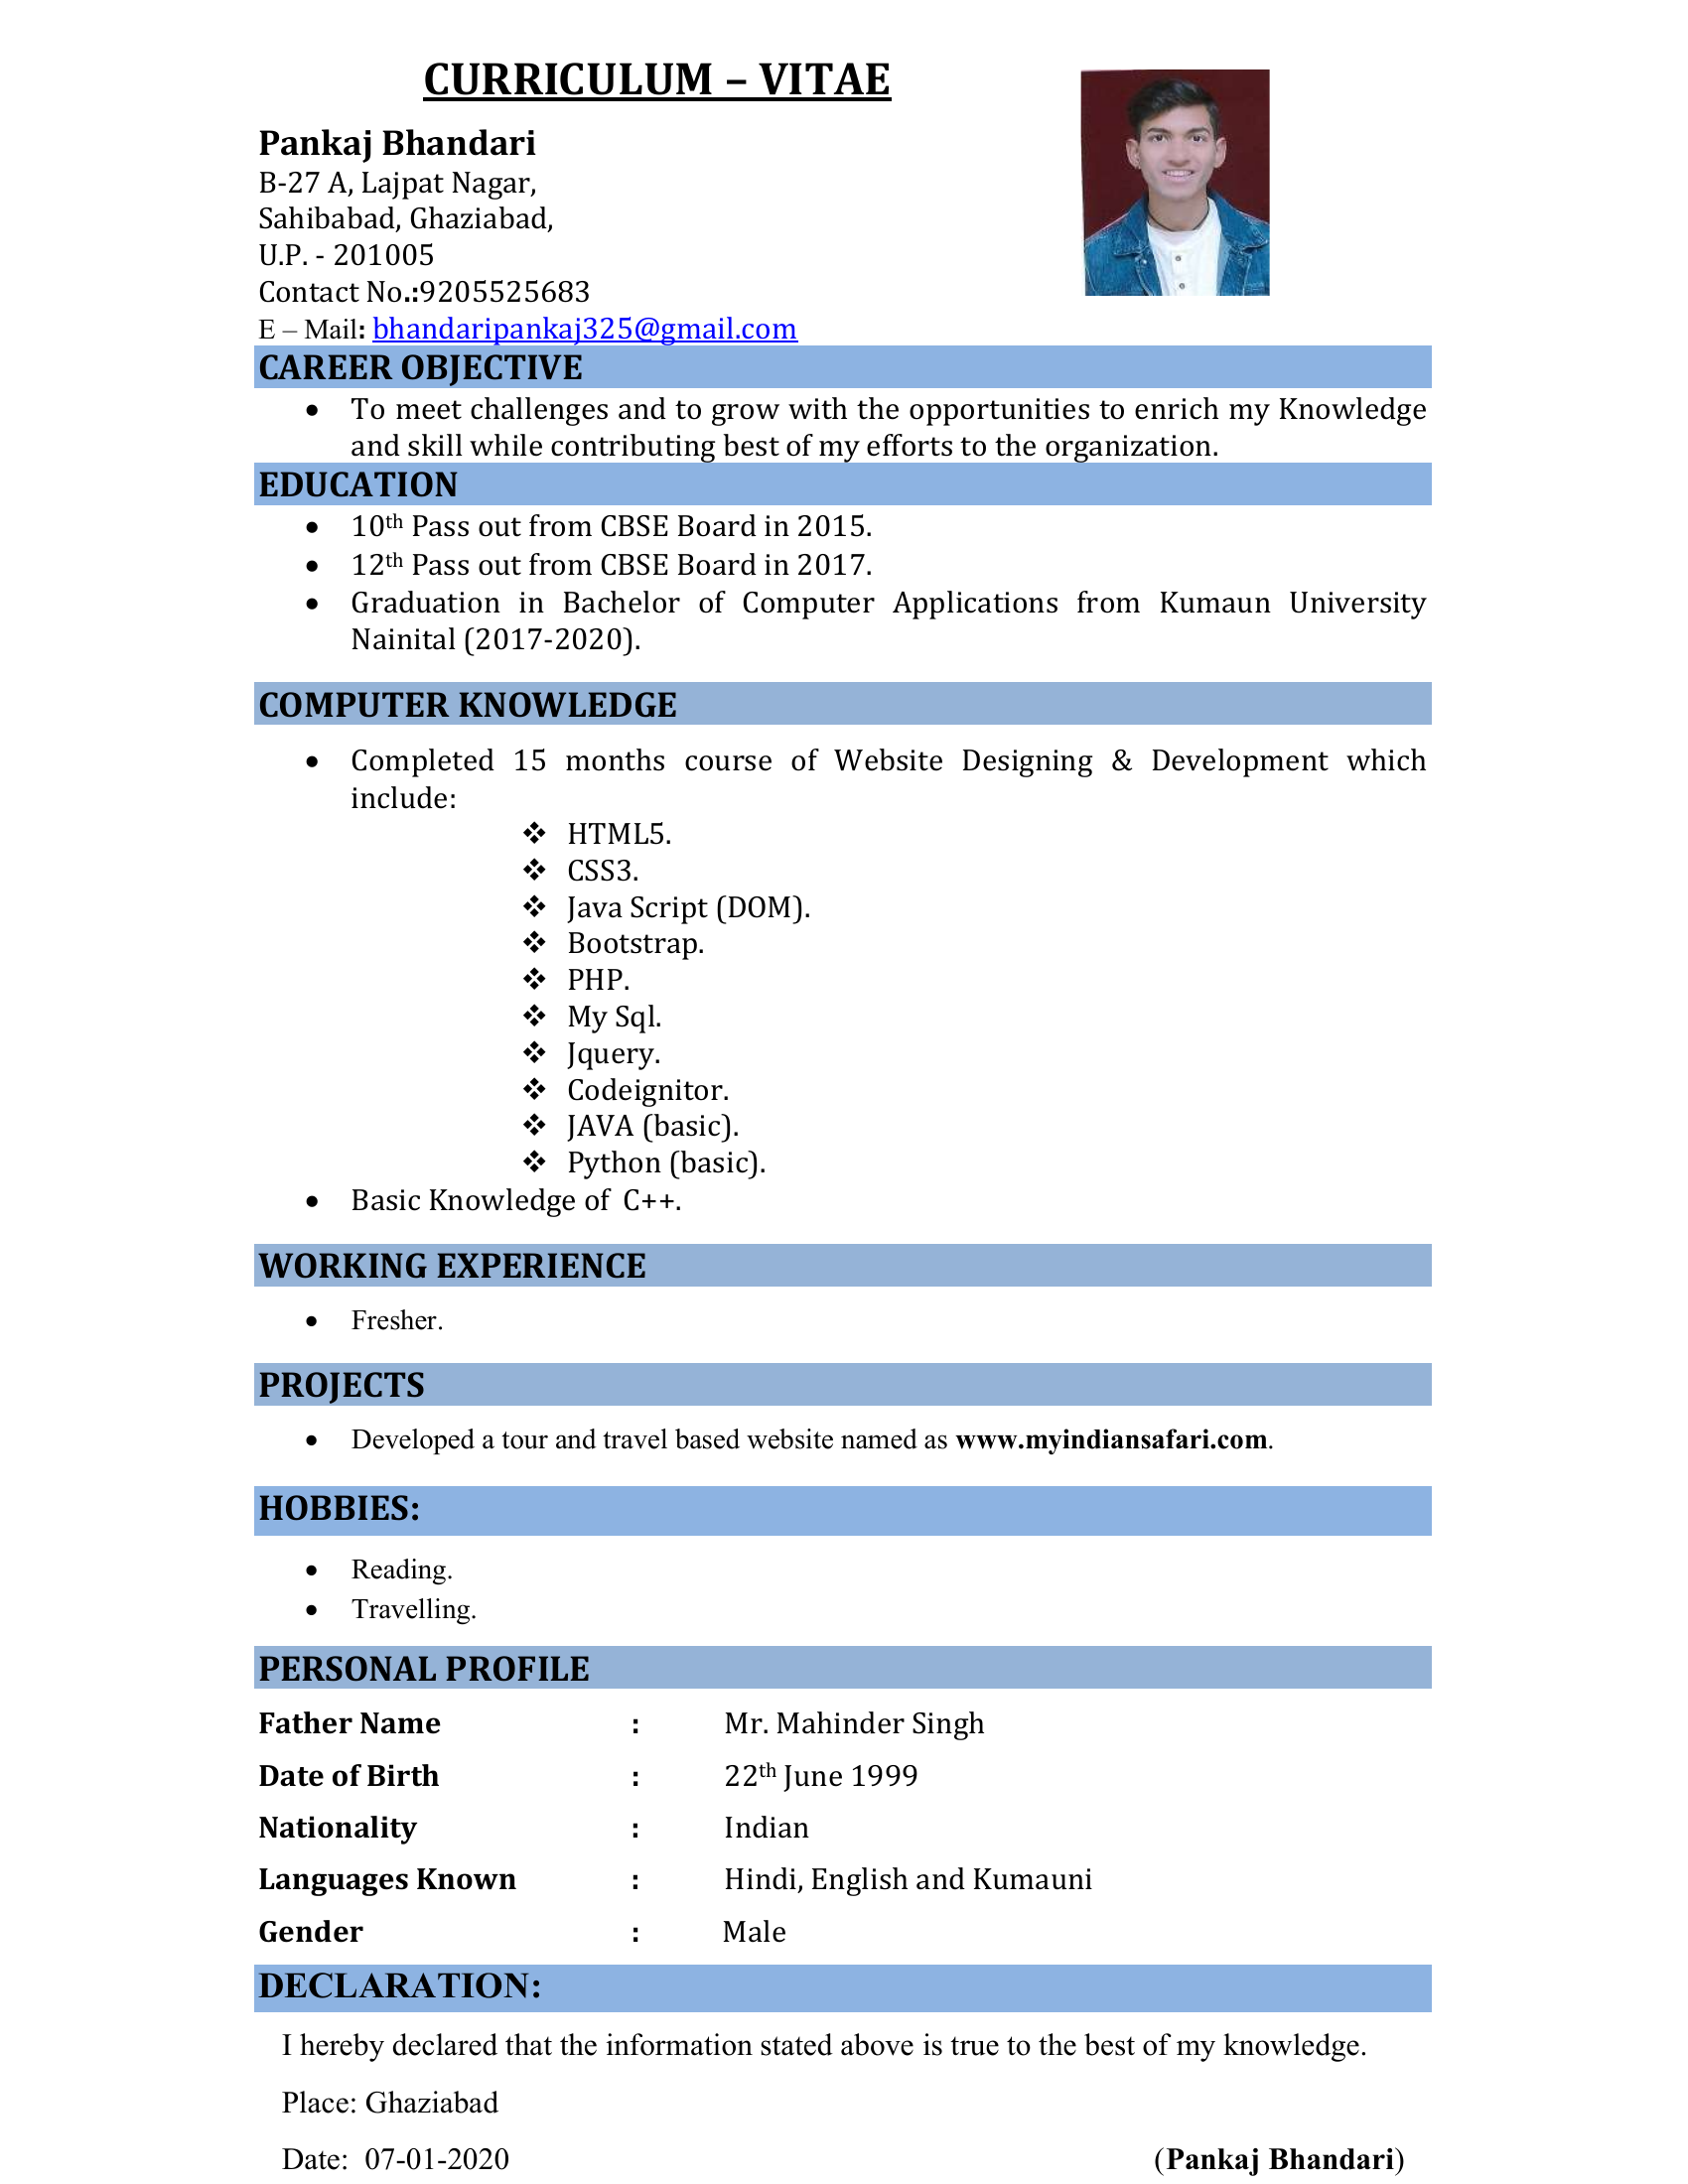 CURRICULUM – VITAE
Pankaj Bhandari
B-27 A, Lajpat Nagar,
Sahibabad, Ghaziabad,
U.P. - 201005
Contact No.:9205525683
E – Mail: bhandaripankaj325@gmail.com
CAREER OBJECTIVE
• To meet challenges and to grow with the opportunities to enrich my Knowledge
and skill while contributing best of my efforts to the organization.
EDUCATION
• 10th Pass out from CBSE Board in 2015.
• 12th Pass out from CBSE Board in 2017.
• Graduation in Bachelor of Computer Applications from Kumaun University
Nainital (2017-2020).
COMPUTER KNOWLEDGE
• Completed 15 months course of Website Designing & Development which
include:
❖ HTML5.
❖ CSS3.
❖ Java Script (DOM).
❖ Bootstrap.
❖ PHP.
❖ My Sql.
❖ Jquery.
❖ Codeignitor.
❖ JAVA (basic).
❖ Python (basic).
• Basic Knowledge of C++.
WORKING EXPERIENCE
• Fresher.
PROJECTS
• Developed a tour and travel based website named as www.myindiansafari.com.
HOBBIES:
• Reading.
• Travelling.
PERSONAL PROFILE
Father Name : Mr. Mahinder Singh
Date of Birth : 22th June 1999
Nationality : Indian
Languages Known : Hindi, English and Kumauni
Gender : Male
DECLARATION:
I hereby declared that the information stated above is true to the best of my knowledge.
Place: Ghaziabad
Date: 07-01-2020 (Pankaj Bhandari)